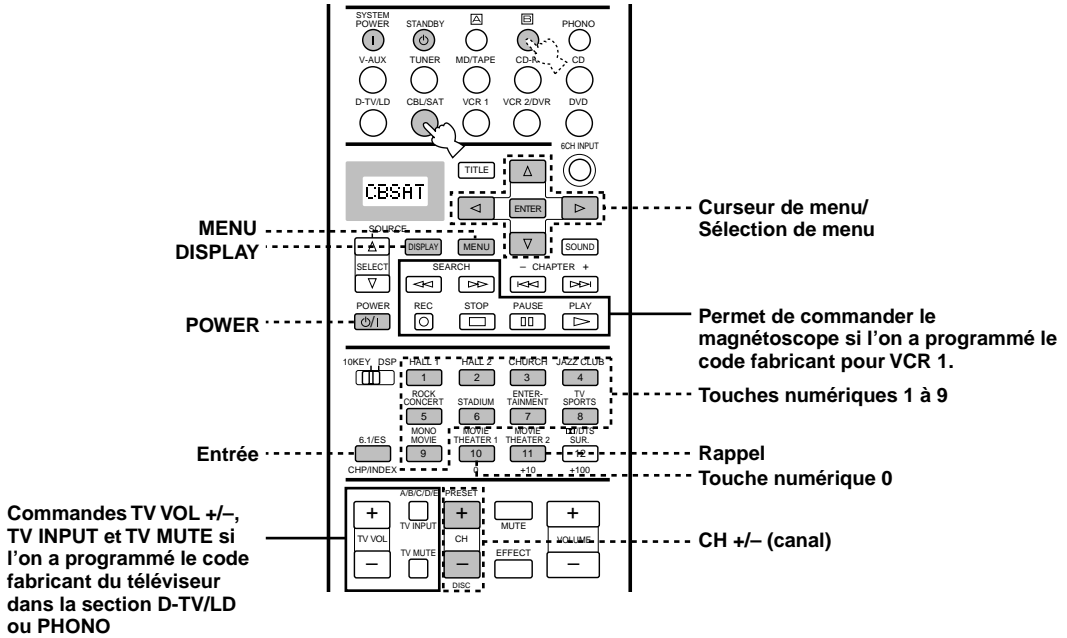 SYSTEM
POWER STANDBY A B PHONO
V-AUX TUNER MD/TAPE CD-R CD
D-TV/LD CBL/SAT VCR 1 VCR 2/DVR DVD
6CH INPUT
TITLE
CBSAT
ENTER
Curseur de menu/
Sélection de menu
MENU
DISPLAY
SOURCE
DISPLAY MENU SOUND
SELECT SEARCH – CHAPTER +
POWER REC STOP PAUSE PLAY
POWER
Permet de commander le
magnétoscope si l'on a programmé le
code fabricant pour VCR 1.
10KEY DSP HALL 1 HALL 2 CHURCH JAZZ CLUB
1 2 3 4
Touches numériques 1 à 9
ROCK
CONCERT STADIUM ENTER-
TAINMENT TV
SPORTS
5 6 7 8
MONO
MOVIE MOVIE
THEATER 1 MOVIE
THEATER 2 /DTS
SUR.
6.1/ES 9 10 11 12
Entrée
Rappel
CHP/INDEX 0 +10 +100
Touche numérique 0
A/B/C/D/E PRESET
+ TV INPUT + MUTE +
TV VOL CH VOLUME
– TV MUTE – EFFECT –
DISC
CH +/– (canal)
Commandes TV VOL +/–,
TV INPUT et TV MUTE si
l'on a programmé le code
fabricant du téléviseur
dans la section D-TV/LD
ou PHONO